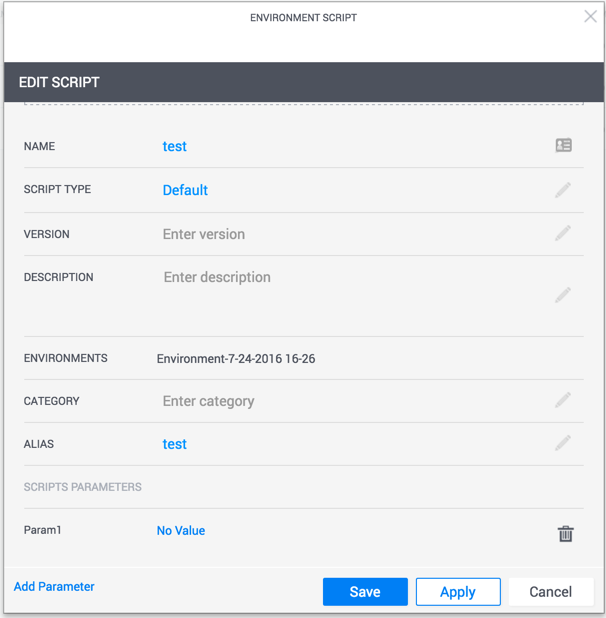 ENVIRONMENT SCRIPT
EDIT SCRIPT
NAME test
SCRIPT TYPE Default
VERSION Enter version
DESCRIPTION Enter description
ENVIRONMENTS Environment-7-24-2016 16-26
CATEGORY Enter category
ALIAS test
SCRIPTS PARAMETERS
Param1 No Value
Add Parameter Save Apply Cancel